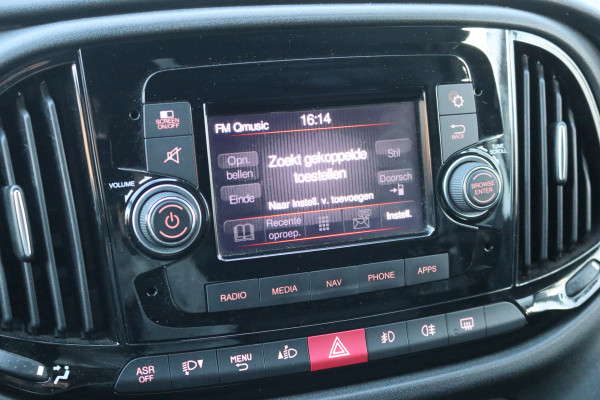 SCREEN
ON/OFF
FM Qmusic
16:14
Opn.
bellen
Zoekt gekoppelde
toestellen
Stil
Doorsch
Einde
Naar Instell. v. toevoegen
Recente
oproep.
Instell.
BACK
VOLUME
TUNE
SCROLL
BROWSE
ENTER
RADIO
MEDIA
NAV
PHONE
APPS
ASR
OFF
MENU